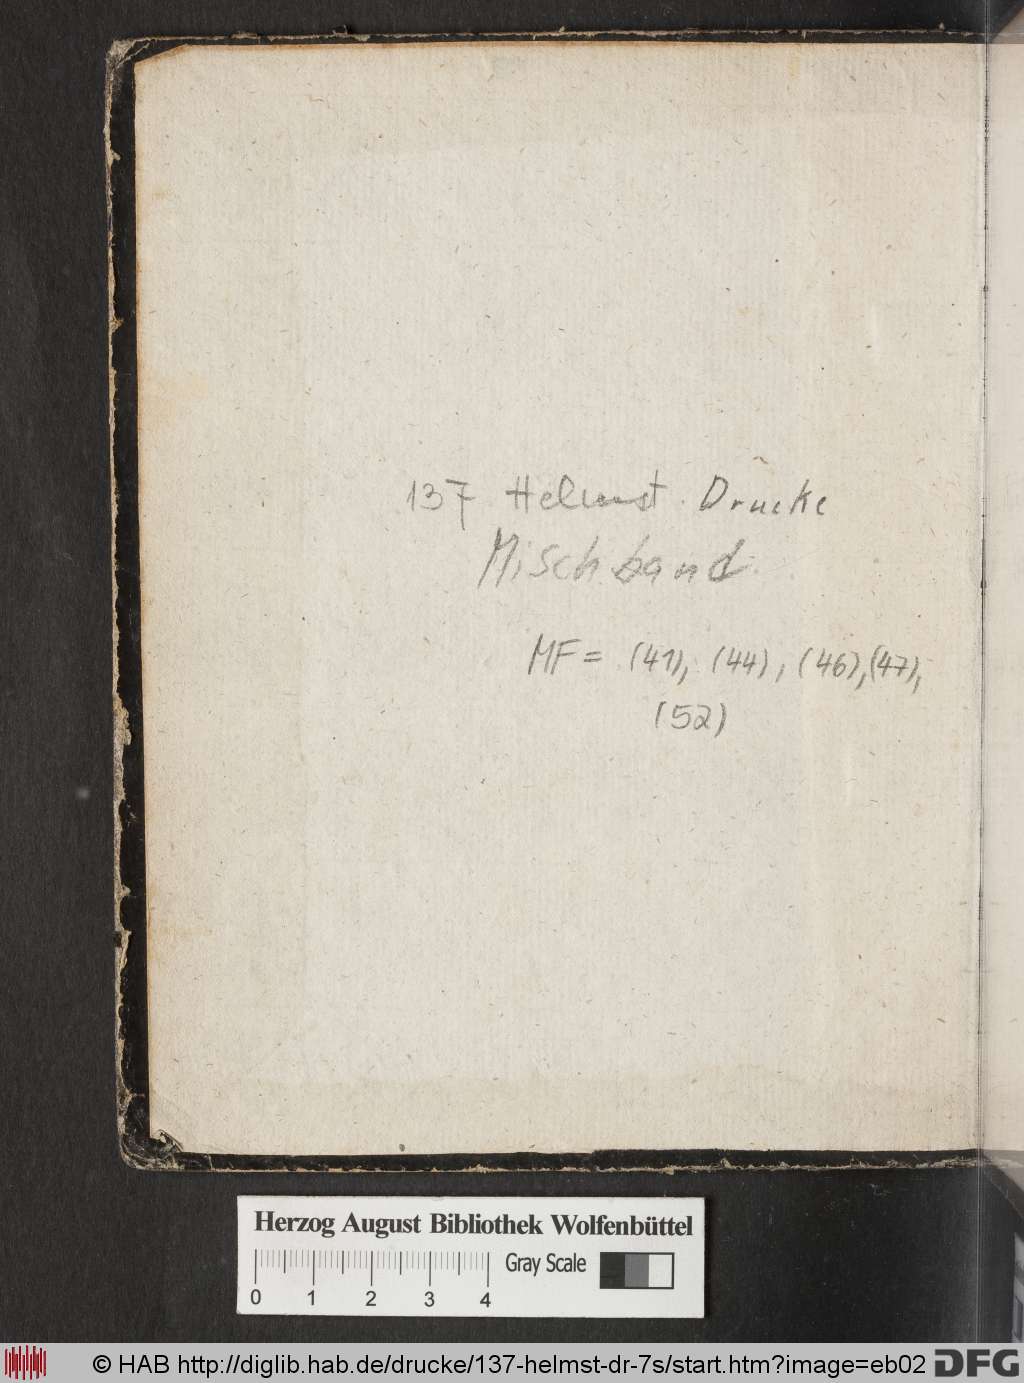 137 Helmst. Drucke
Mischband
MF = (41), (44), (46), (47),
(52)
Herzog August Bibliothek Wolfenbüttel
Gray Scale
0 1 2 3 4
© HAB http://diglib.hab.de/drucke/137-helmst-dr-7s/start.htm?image=eb02
DFG